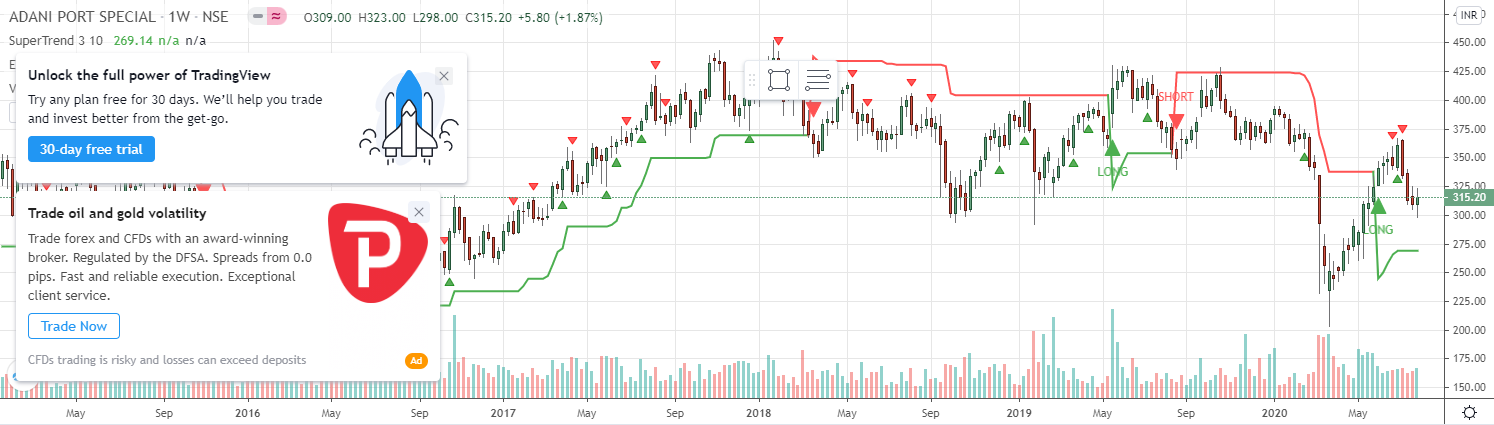 ADANI PORT SPECIAL · 1W · NSE
O309.00 H323.00 L298.00 C315.20 +5.80 (+1.87%)
INR
SuperTrend 3 10 269.14 n/a n/a
E
V
Unlock the full power of TradingView
Try any plan free for 30 days. We'll help you trade
and invest better from the get-go.
30-day free trial
Trade oil and gold volatility
Trade forex and CFDs with an award-winning
broker. Regulated by the DFSA. Spreads from 0.0
pips. Fast and reliable execution. Exceptional
client service.
P
Trade Now
CFDs trading is risky and losses can exceed deposits
Ad
SHORT
LONG
LONG
450.00
425.00
400.00
375.00
350.00
325.00
315.20
300.00
275.00
250.00
225.00
200.00
175.00
150.00
May Sep 2016 May Sep 2017 May Sep 2018 May Sep 2019 May Sep 2020 May